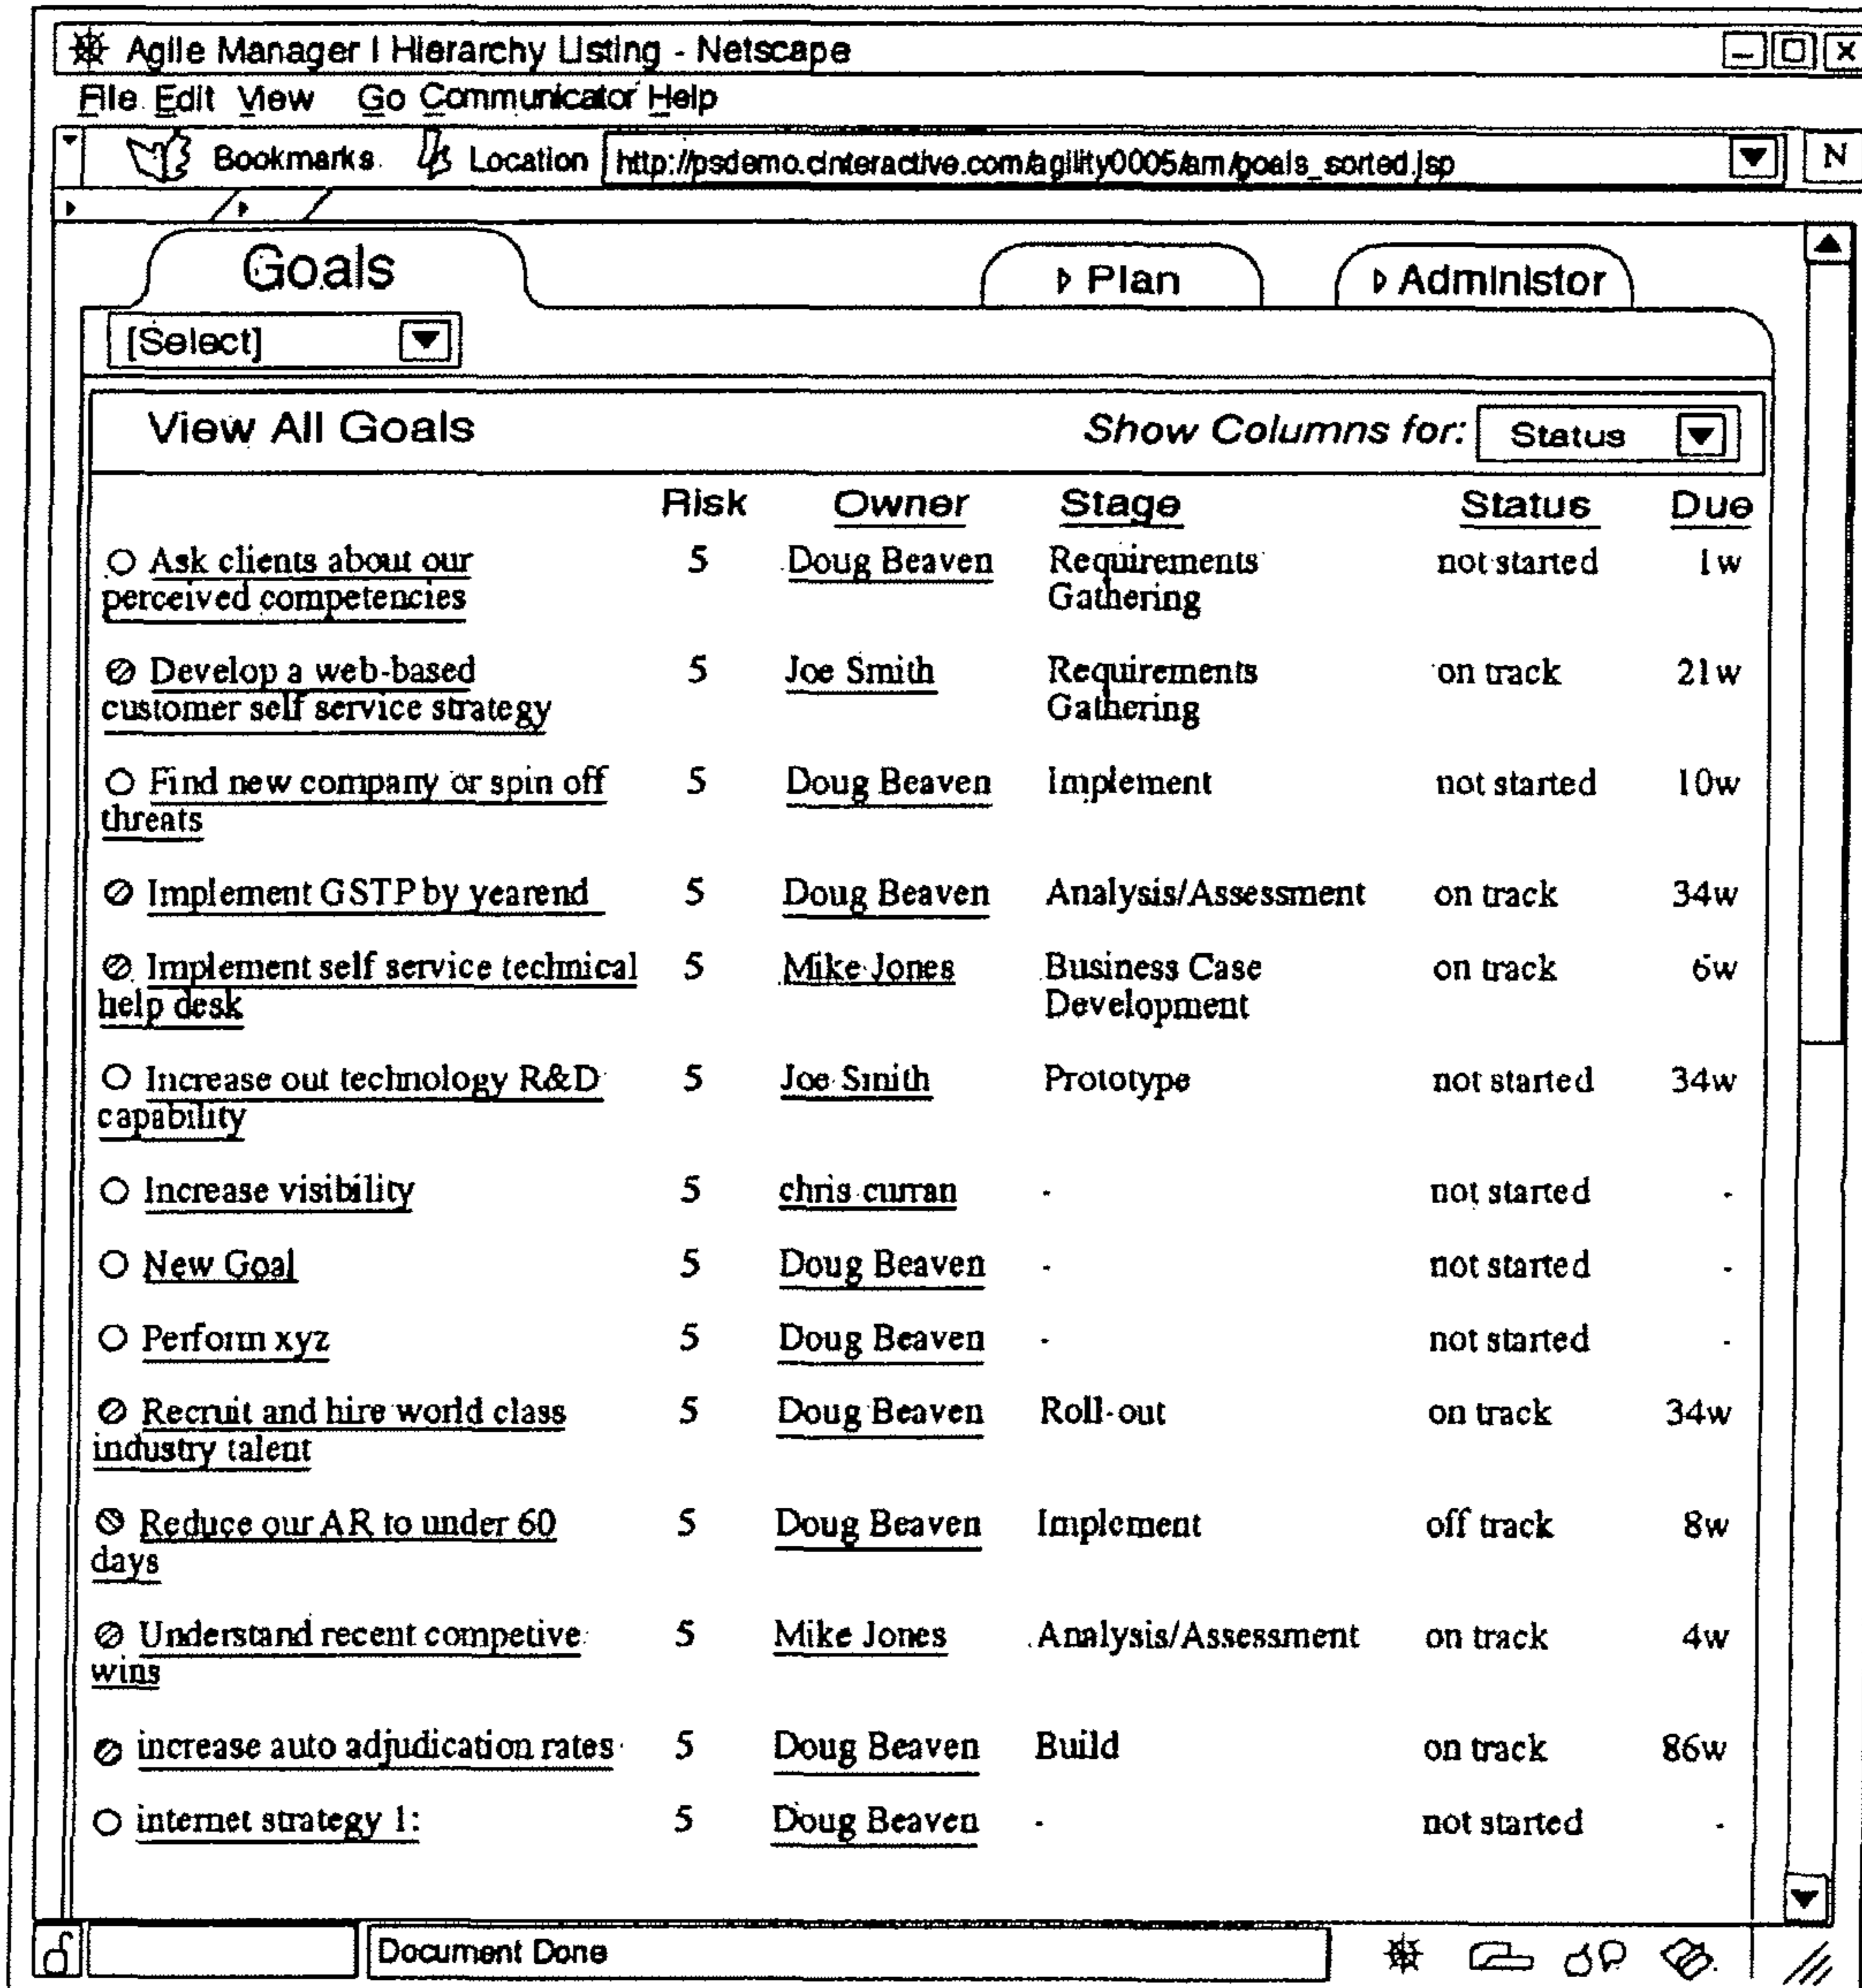 Agile Manager I Hierarchy Listing - Netscape
File Edit View Go Communicator Help
Bookmarks Location http://psdemo.cinteractive.com/agility0005/am/goals_sorted.jsp N
Goals Plan Administor
[Select]
View All Goals Show Columns for: Status
Risk Owner Stage Status Due
Ask clients about our 5 Doug Beaven Requirements not started 1w
perceived competencies Gathering
Develop a web-based 5 Joe Smith Requirements on track 21w
customer self service strategy Gathering
Find new company or spin off 5 Doug Beaven Implement not started 10w
threats
Implement GSTP by yearend 5 Doug Beaven Analysis/Assessment on track 34w
Implement self service technical 5 Mike Jones Business Case on track 6w
help desk Development
Increase out technology R&D 5 Joe Smith Prototype not started 34w
capability
Increase visibility 5 chris curran - not started -
New Goal 5 Doug Beaven - not started -
Perform xyz 5 Doug Beaven - not started -
Recruit and hire world class 5 Doug Beaven Roll-out on track 34w
industry talent
Reduce our AR to under 60 5 Doug Beaven Implement off track 8w
days
Understand recent competive 5 Mike Jones Analysis/Assessment on track 4w
wins
increase auto adjudication rates 5 Doug Beaven Build on track 86w
internet strategy 1: 5 Doug Beaven - not started -
Document Done